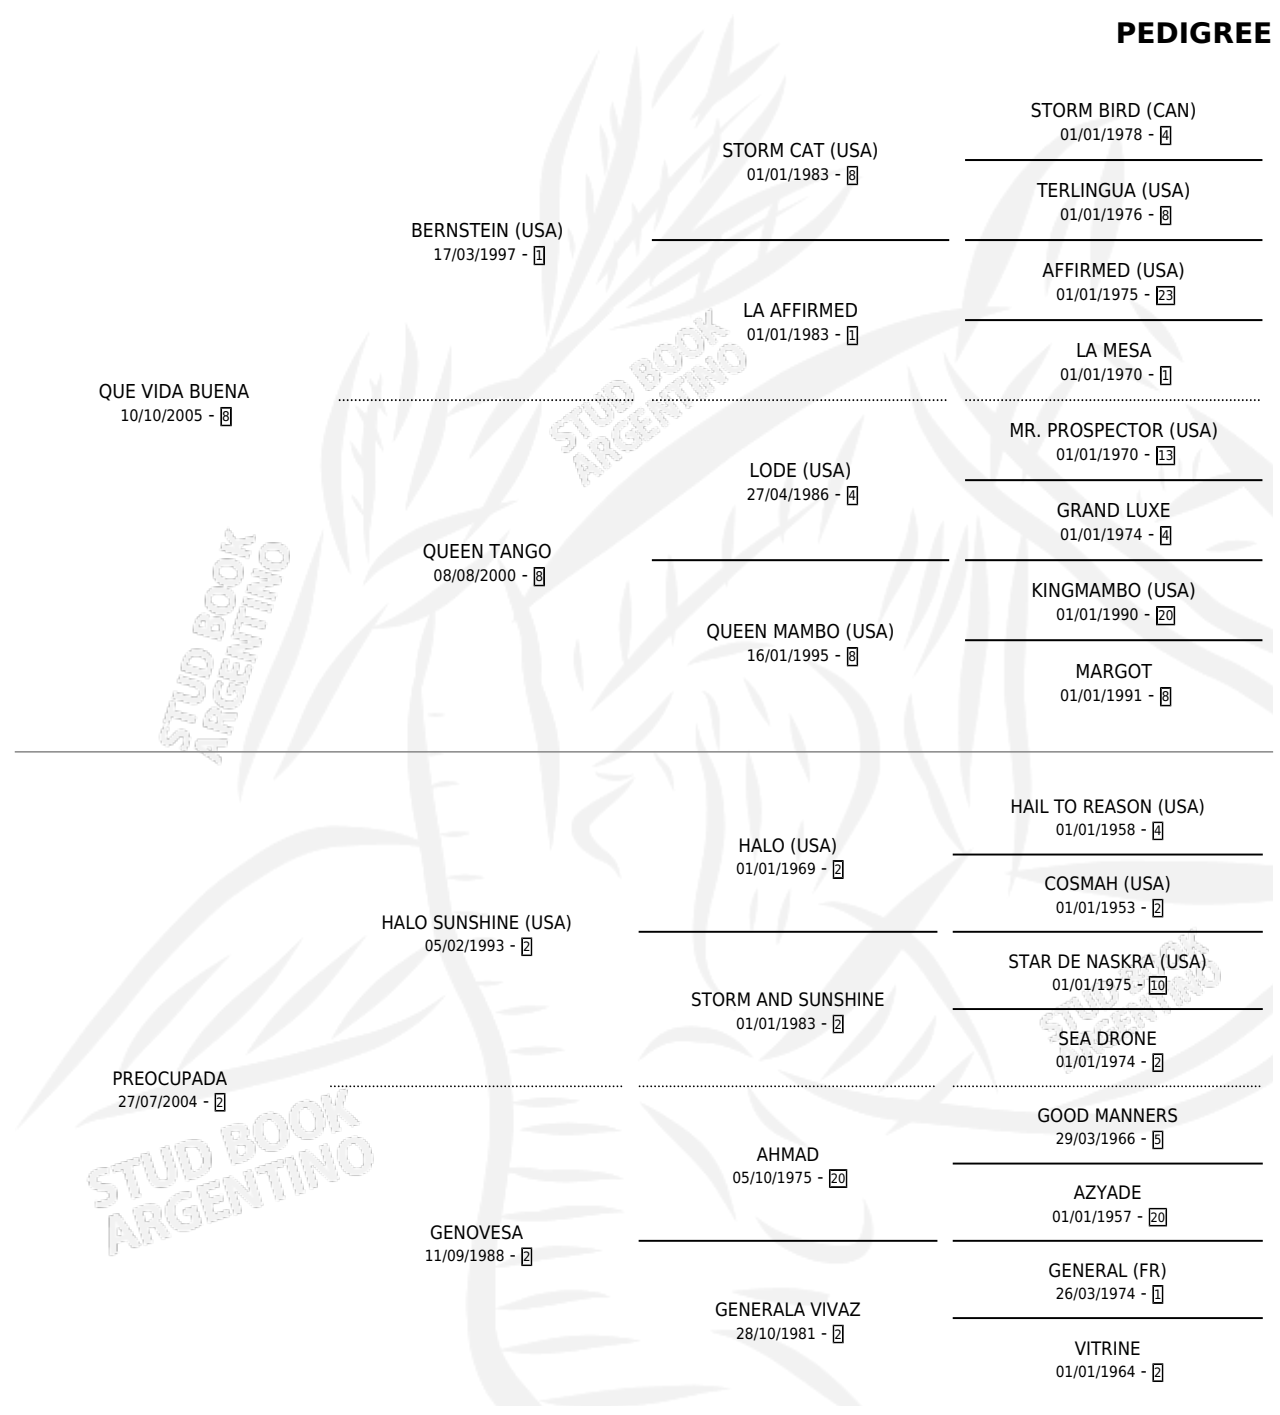 PEDIGREE
STORM BIRD (CAN)
01/01/1978 - 4
STORM CAT (USA)
01/01/1983 - 8
TERLINGUA (USA)
01/01/1976 - 8
BERNSTEIN (USA)
17/03/1997 - 1
AFFIRMED (USA)
01/01/1975 - 23
LA AFFIRMED
01/01/1983 - 1
LA MESA
01/01/1970 - 1
QUE VIDA BUENA
10/10/2005 - 8
MR. PROSPECTOR (USA)
01/01/1970 - 13
LODE (USA)
27/04/1986 - 4
GRAND LUXE
01/01/1974 - 4
QUEEN TANGO
08/08/2000 - 8
KINGMAMBO (USA)
01/01/1990 - 20
QUEEN MAMBO (USA)
16/01/1995 - 8
MARGOT
01/01/1991 - 8
HAIL TO REASON (USA)
01/01/1958 - 4
HALO (USA)
01/01/1969 - 2
COSMAH (USA)
01/01/1953 - 2
HALO SUNSHINE (USA)
05/02/1993 - 2
STAR DE NASKRA (USA)
01/01/1975 - 10
STORM AND SUNSHINE
01/01/1983 - 2
SEA DRONE
01/01/1974 - 2
PREOCUPADA
27/07/2004 - 2
GOOD MANNERS
29/03/1966 - 5
AHMAD
05/10/1975 - 20
AZYADE
01/01/1957 - 20
GENOVESA
11/09/1988 - 2
GENERAL (FR)
26/03/1974 - 1
GENERALA VIVAZ
28/10/1981 - 2
VITRINE
01/01/1964 - 2
STUD BOOK
ARGENTINO
STUD BOOK
ARGENTINO
STUD BOOK
ARGENTINO
STUD BOOK
ARGENTINO